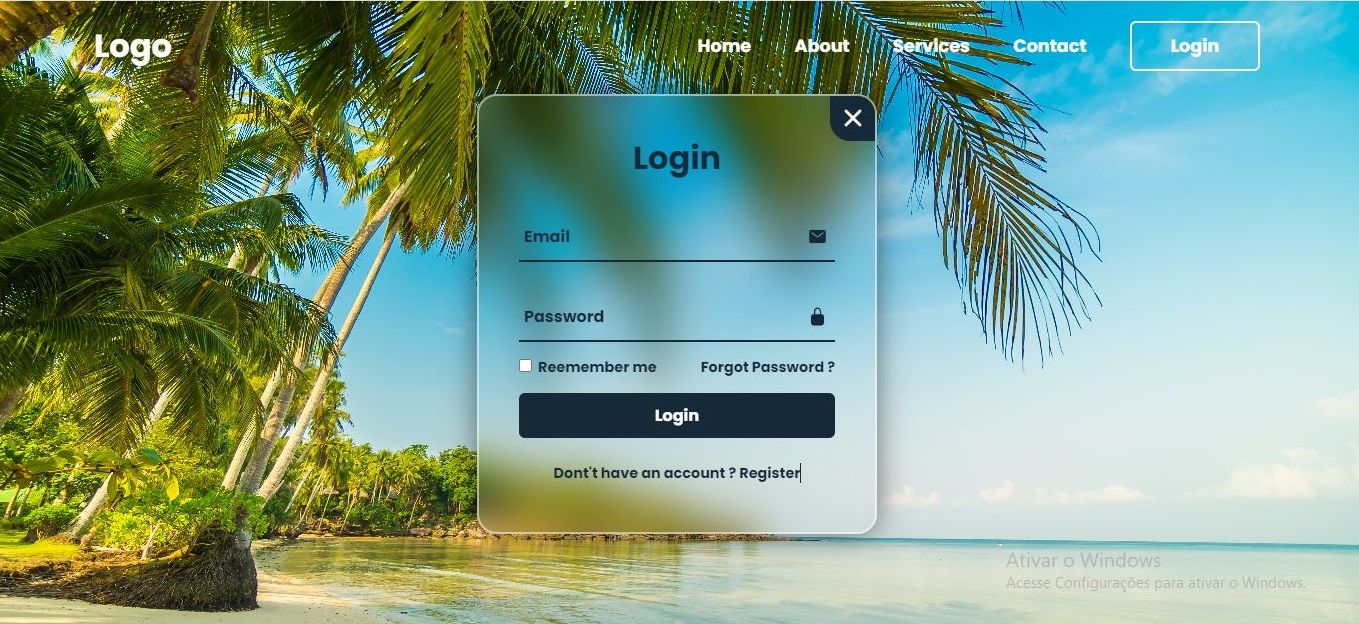 Logo
Home About Services Contact Login
Login
Email
Password
Reemember me Forgot Password ?
Login
Dont't have an account ? Register
Ativar o Windows
Acesse Configurações para ativar o Windows.